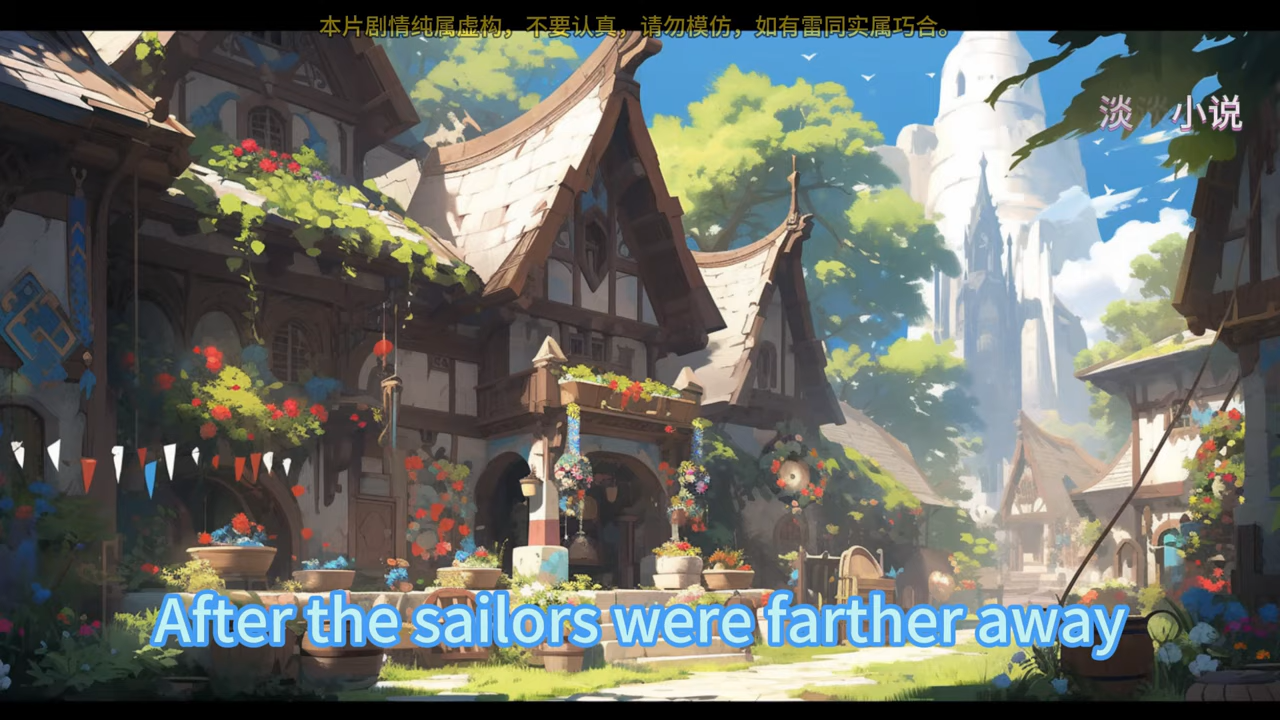 本片剧情纯属虚构，不要认真，请勿模仿，如有雷同实属巧合。
淡淡小说
After the sailors were farther away